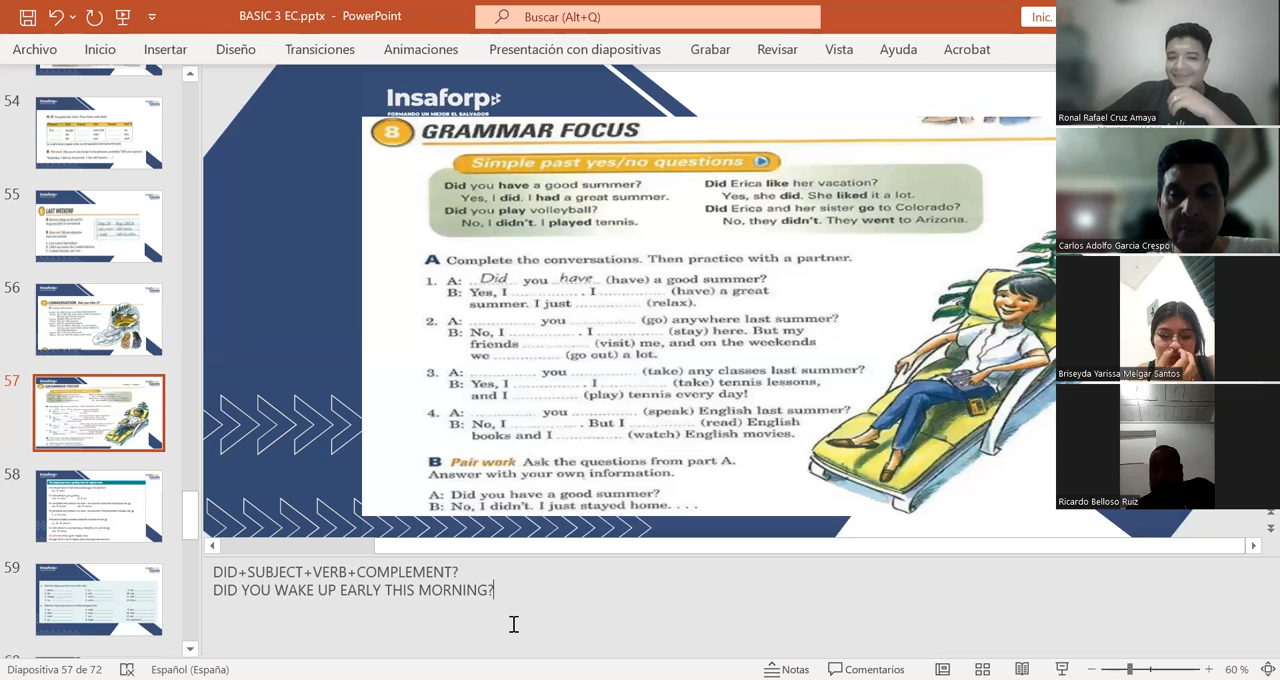 BASIC 3 EC.pptx - PowerPoint
Buscar (Alt+Q)
Inic.
Archivo Inicio Insertar Diseño Transiciones Animaciones Presentación con diapositivas Grabar Revisar Vista Ayuda Acrobat
54
55
LAST WEEKEND
56
57
58
59
Insaforp
FORMANDO UN MEJOR EL SALVADOR
8 GRAMMAR FOCUS
Simple past yes/no questions
Did you have a good summer?
Yes, I did. I had a great summer.
Did you play volleyball?
No, I didn't. I played tennis.
Did Erica like her vacation?
Yes, she did. She liked it a lot.
Did Erica and her sister go to Colorado?
No, they didn't. They went to Arizona.
A Complete the conversations. Then practice with a partner.
1. A: ..Did.. you ..have.. (have) a good summer?
B: Yes, I ............ . I ............ (have) a great
summer. I just ............ (relax).
2. A: ............ you ............ (go) anywhere last summer?
B: No, I ............ . I ............ (stay) here. But my
friends ............ (visit) me, and on the weekends
we ............ (go out) a lot.
3. A: ............ you ............ (take) any classes last summer?
B: Yes, I ............ . I ............ (take) tennis lessons,
and I ............ (play) tennis every day!
4. A: ............ you ............ (speak) English last summer?
B: No, I ............ . But I ............ (read) English
books and I ............ (watch) English movies.
B Pair work Ask the questions from part A.
Answer with your own information.
A: Did you have a good summer?
B: No, I didn't. I just stayed home. . . .
Ronal Rafael Cruz Amaya
Carlos Adolfo Garcia Crespo
Briseyda Yarissa Melgar Santos
Ricardo Belloso Ruiz
DID+SUBJECT+VERB+COMPLEMENT?
DID YOU WAKE UP EARLY THIS MORNING?
Diapositiva 57 de 72 Español (España) Notas Comentarios 60 %